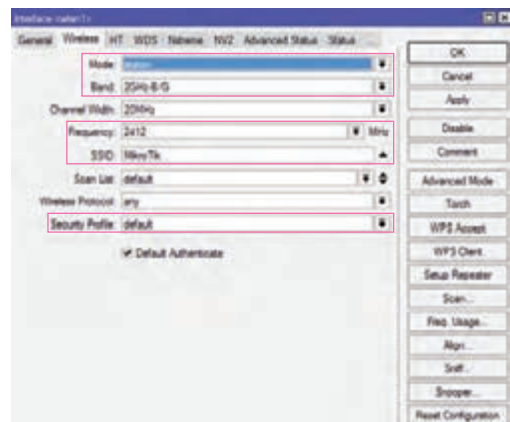 Interface <wlan1>
General Wireless HT WDS Nstreme NV2 Advanced Status Status ...
Mode: station
Band: 2GHz-B/G
Channel Width: 20MHz
Frequency: 2412 MHz
SSID: MikroTik
Scan List: default
Wireless Protocol: any
Security Profile: default
Default Authenticate
OK
Cancel
Apply
Disable
Comment
Advanced Mode
Torch
WPS Accept
WPS Client
Setup Repeater
Scan...
Freq. Usage...
Align...
Sniff...
Snooper...
Reset Configuration